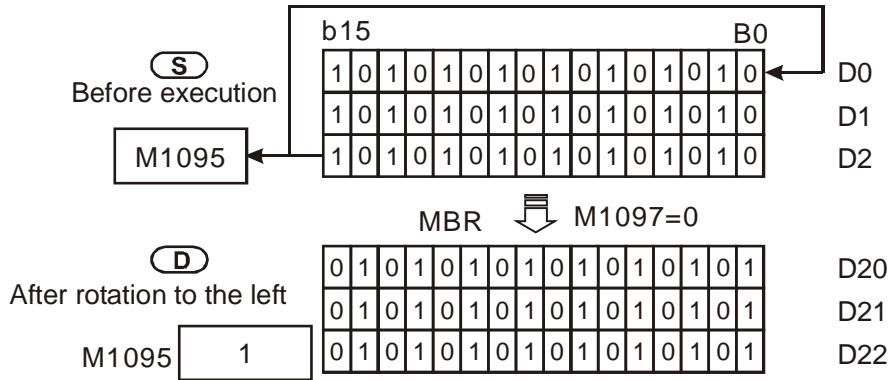 b15 B0
S
Before execution
1 0 1 0 1 0 1 0 1 0 1 0 1 0 1 0 D0
1 0 1 0 1 0 1 0 1 0 1 0 1 0 1 0 D1
M1095 1 0 1 0 1 0 1 0 1 0 1 0 1 0 1 0 D2
MBR M1097=0
D
After rotation to the left
0 1 0 1 0 1 0 1 0 1 0 1 0 1 0 1 D20
0 1 0 1 0 1 0 1 0 1 0 1 0 1 0 1 D21
M1095 1 0 1 0 1 0 1 0 1 0 1 0 1 0 1 0 1 D22